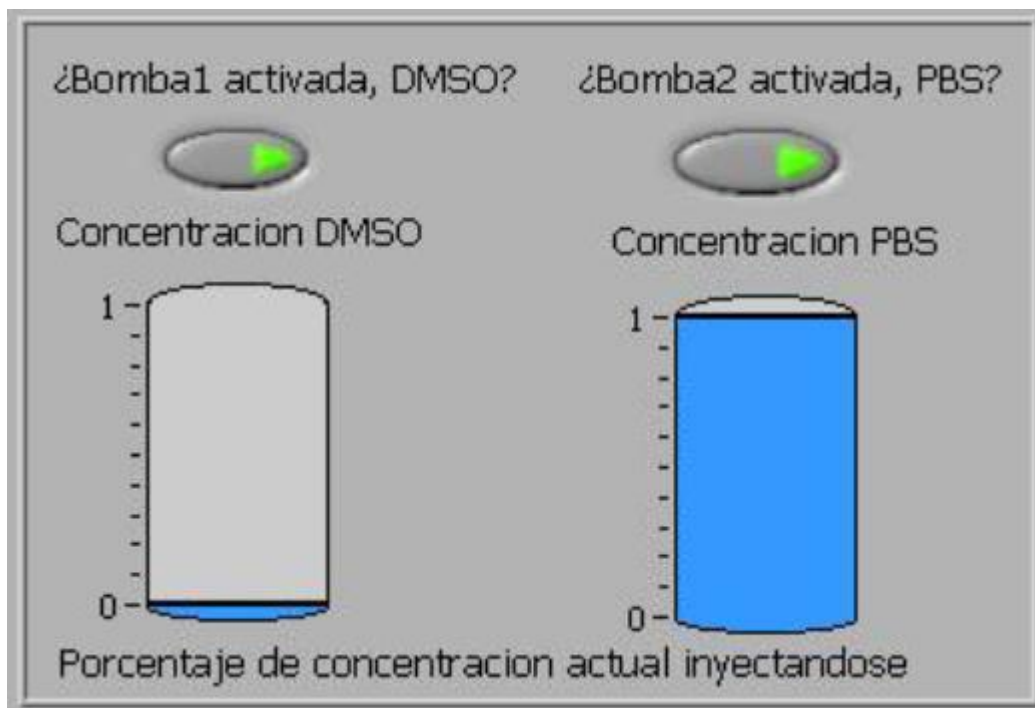 ¿Bomba1 activada, DMSO?
¿Bomba2 activada, PBS?
Concentracion DMSO
Concentracion PBS
1
0
1
0
Porcentaje de concentracion actual inyectandose